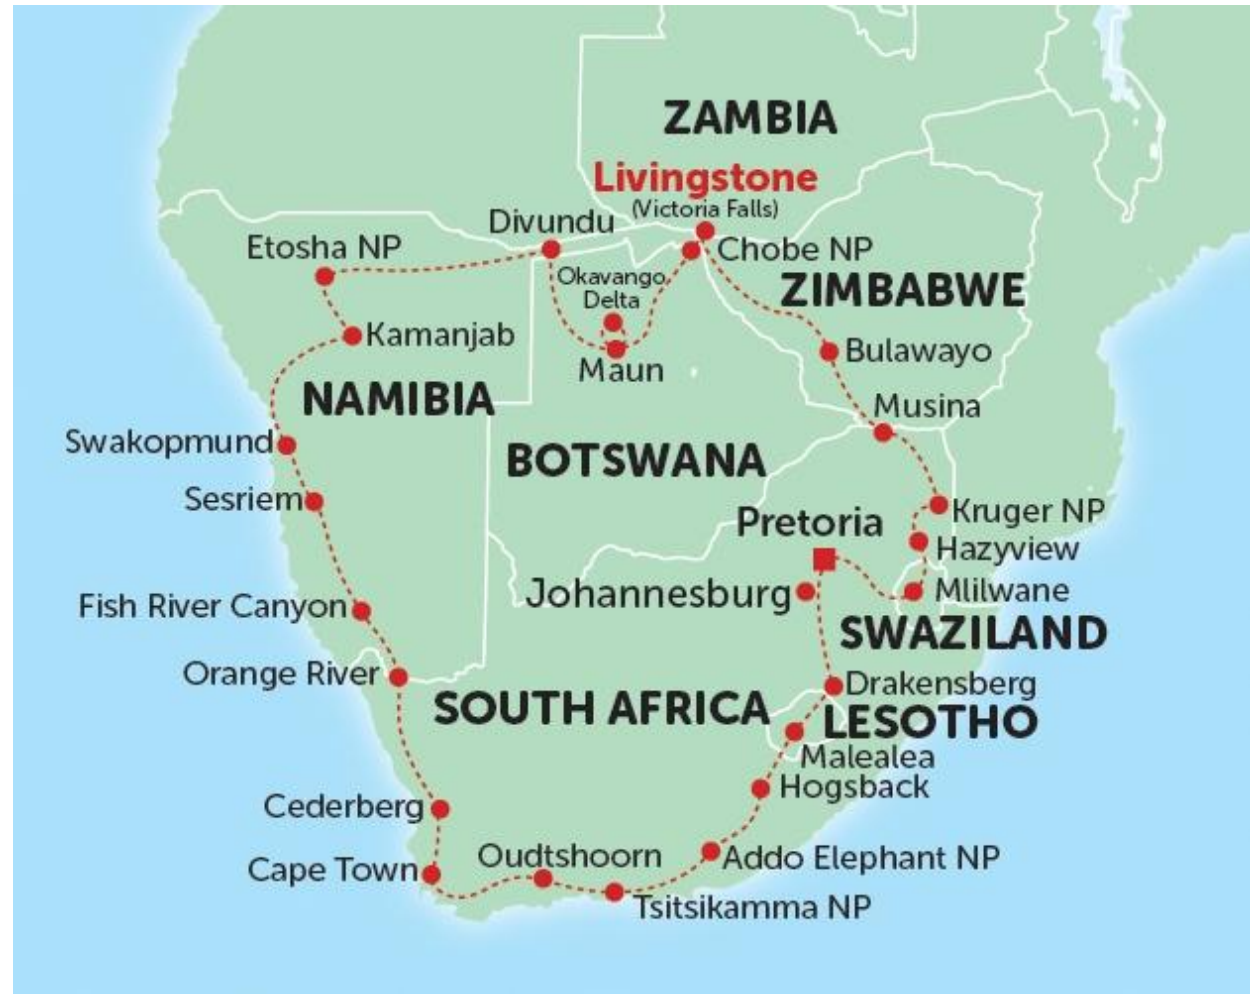 ZAMBIA
Livingstone
(Victoria Falls)
Divundu
Etosha NP
Chobe NP
Okavango
Delta
ZIMBABWE
Kamanjab
Maun
Bulawayo
NAMIBIA
Musina
Swakopmund
BOTSWANA
Sesriem
Kruger NP
Pretoria
Hazyview
Johannesburg
Mlilwane
Fish River Canyon
SWAZILAND
Orange River
Drakensberg
SOUTH AFRICA
LESOTHO
Malealea
Hogsback
Cederberg
Oudtshoorn
Addo Elephant NP
Cape Town
Tsitsikamma NP